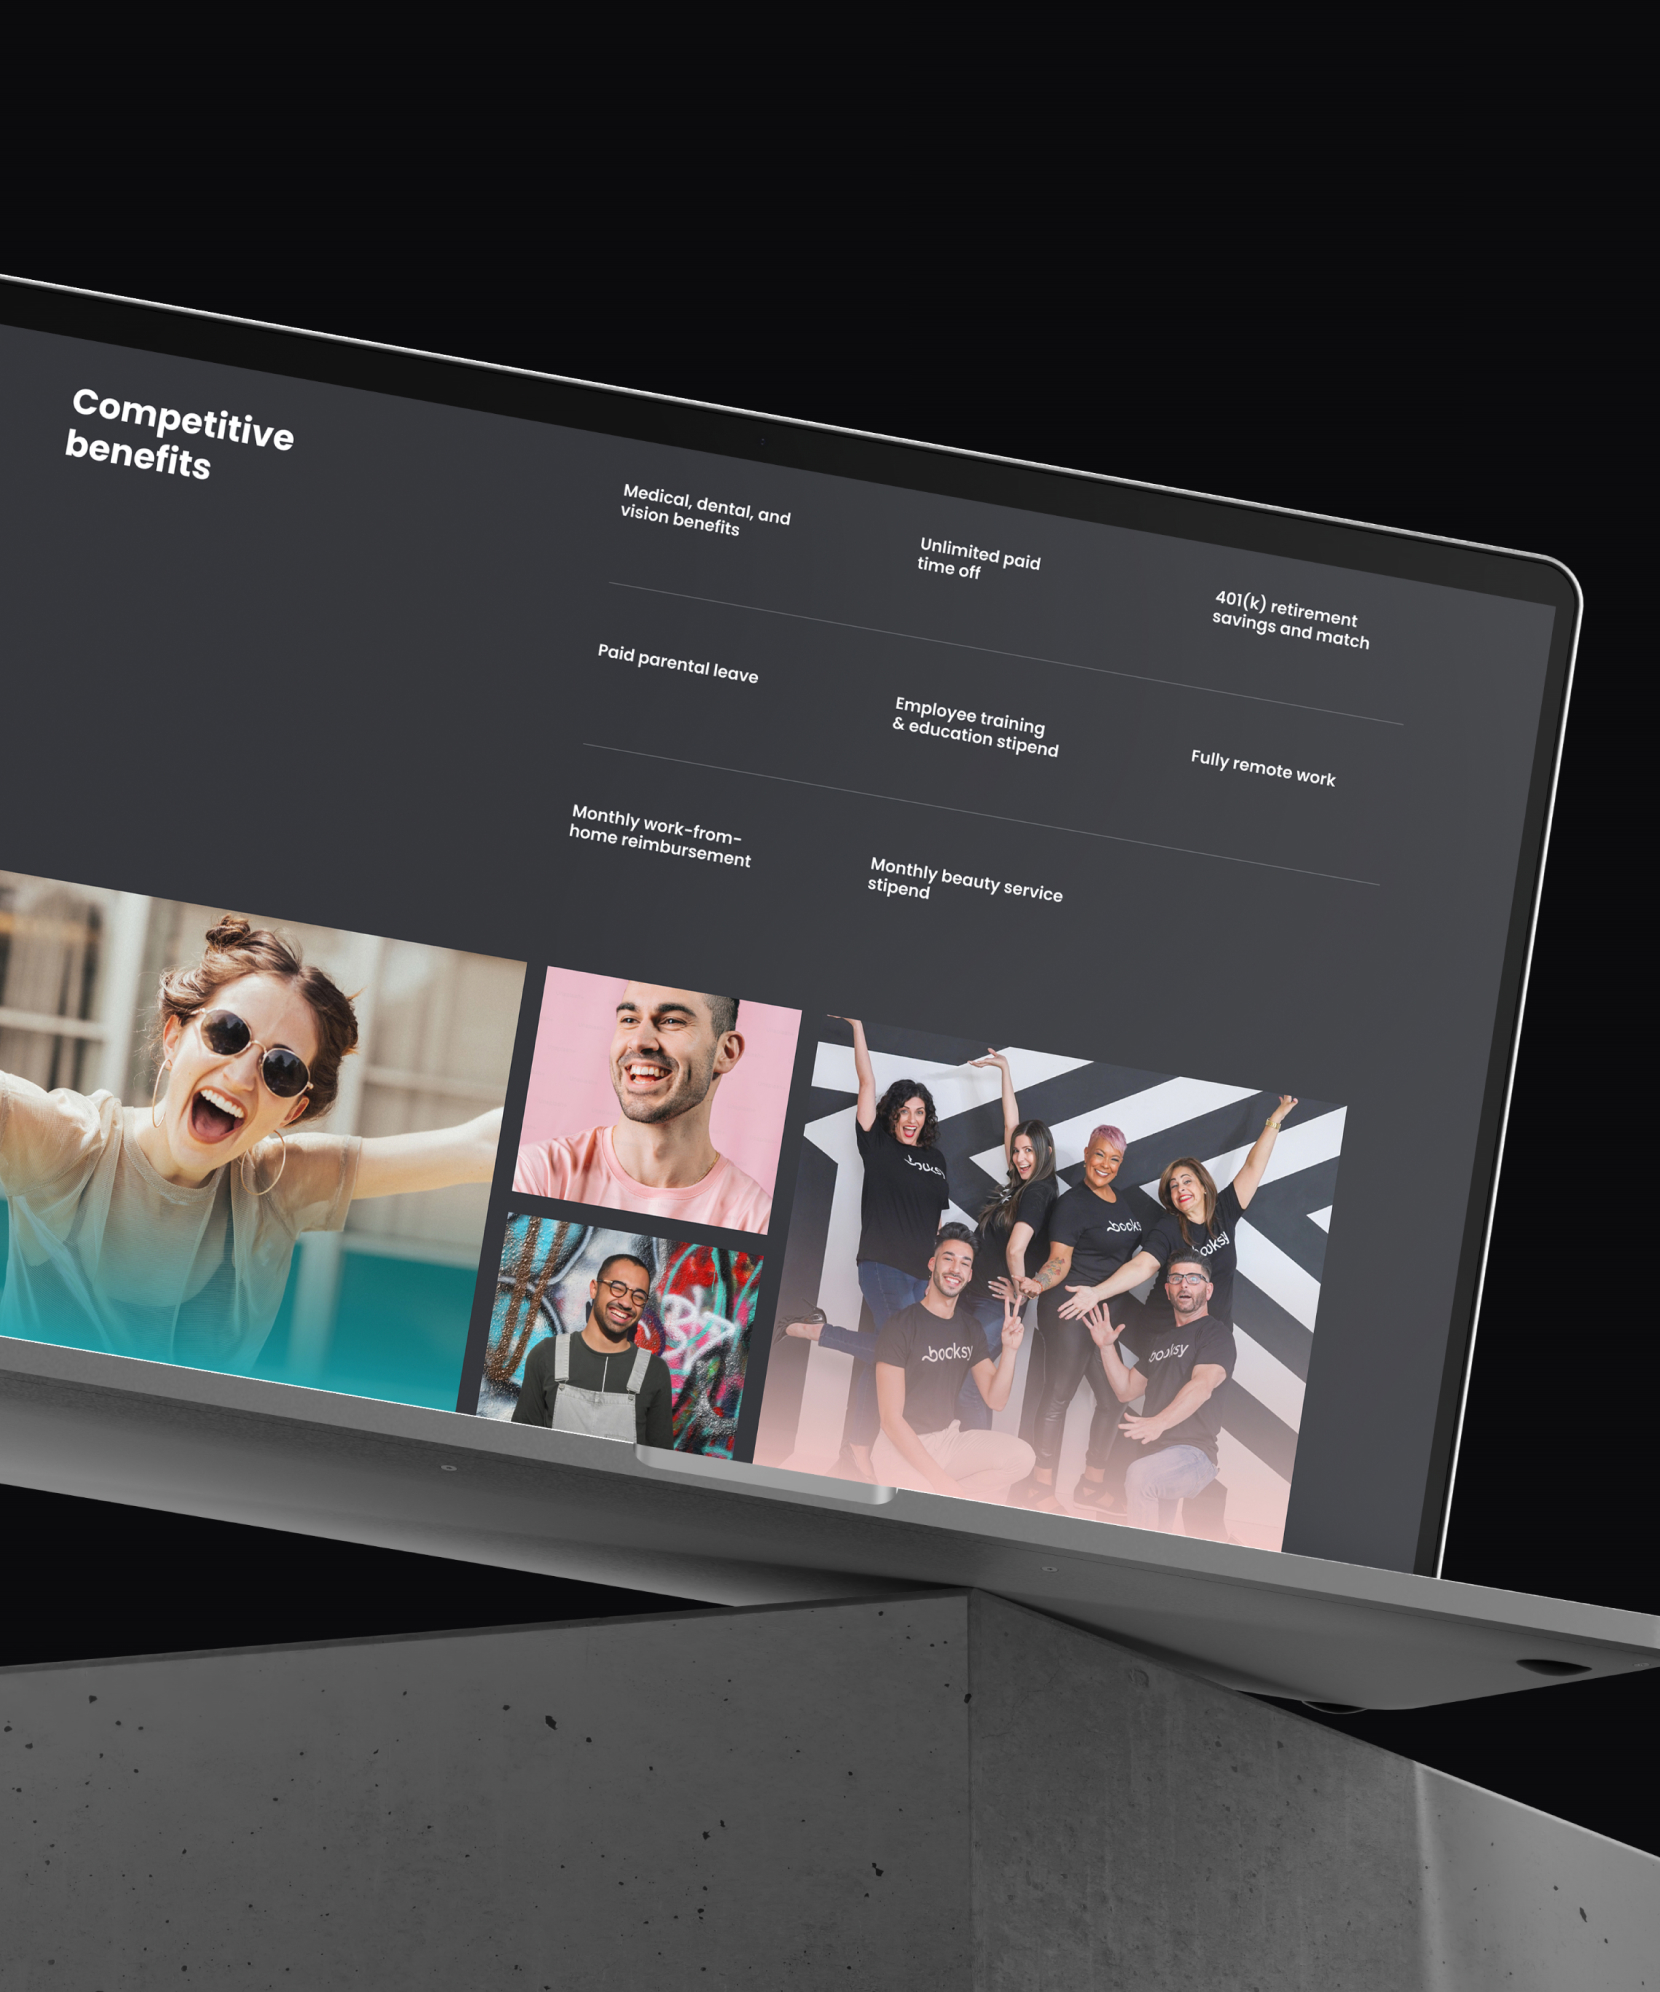 Competitive
benefits
Medical, dental, and
vision benefits
Unlimited paid
time off
401(k) retirement
savings and match
Paid parental leave
Employee training
& education stipend
Fully remote work
Monthly work-from-
home reimbursement
Monthly beauty service
stipend
booksy
booksy
booksy
booksy